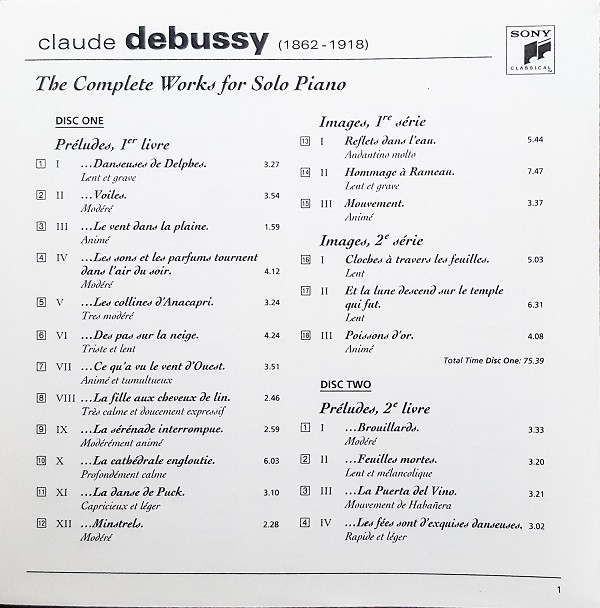 claude debussy (1862-1918)
SONY
CLASSICAL
The Complete Works for Solo Piano
DISC ONE
Préludes, 1er livre
1 I ...Danseuses de Delphes. 3.27
Lent et grave
2 II ...Voiles. 3.54
Modéré
3 III ...Le vent dans la plaine. 1.59
Animé
4 IV ...Les sons et les parfums tournent
dans l'air du soir. 4.12
Modéré
5 V ...Les collines d'Anacapri. 3.24
Tres modéré
6 VI ...Des pas sur la neige. 4.24
Triste et lent
7 VII ...Ce qu'a vu le vent d'Ouest. 3.51
Animé et tumultueux
8 VIII ...La fille aux cheveux de lin. 2.46
Très calme et doucement expressif
9 IX ...La sérénade interrompue. 2.59
Modérément animé
10 X ...La cathédrale engloutie. 6.03
Profondément calme
11 XI ...La danse de Puck. 3.10
Capricieux et léger
12 XII ...Minstrels. 2.28
Modéré
Images, 1re série
13 I Reflets dans l'eau. 5.44
Andantino molto
14 II Hommage à Rameau. 7.47
Lent et grave
15 III Mouvement. 3.37
Animé
Images, 2e série
16 I Cloches à travers les feuilles. 5.03
Lent
17 II Et la lune descend sur le temple
qui fut. 6.31
Lent
18 III Poissons d'or. 4.08
Animé
Total Time Disc One: 75.39
DISC TWO
Préludes, 2e livre
1 I ...Brouillards. 3.33
Modéré
2 II ...Feuilles mortes. 3.20
Lent et mélancolique
3 III ...La Puerta del Vino. 3.21
Mouvement de Habañera
4 IV ...Les fées sont d'exquises danseuses. 3.02
Rapide et léger
1